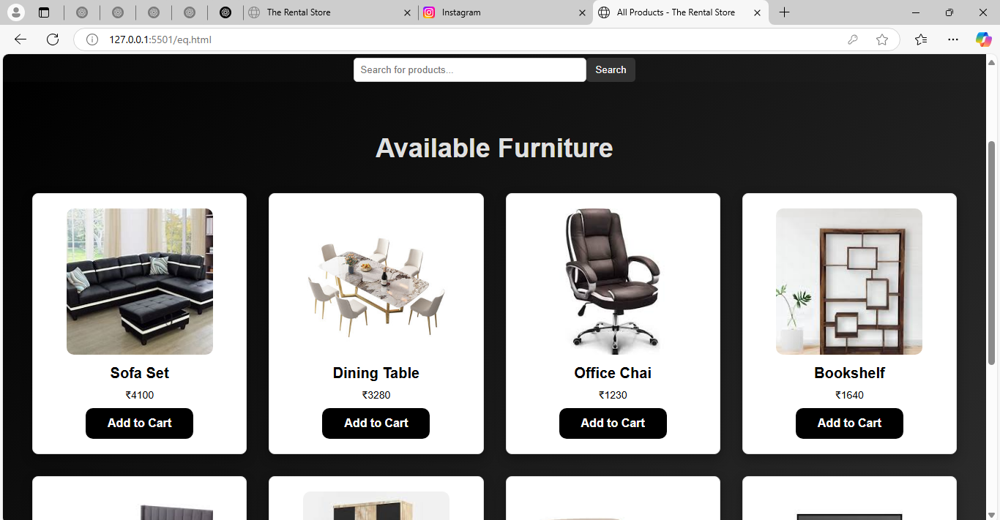 The Rental Store
Instagram
All Products - The Rental Store
127.0.0.1:5501/eq.html
Search for products...
Search
Available Furniture
Sofa Set
₹4100
Add to Cart
Dining Table
₹3280
Add to Cart
Office Chai
₹1230
Add to Cart
Bookshelf
₹1640
Add to Cart